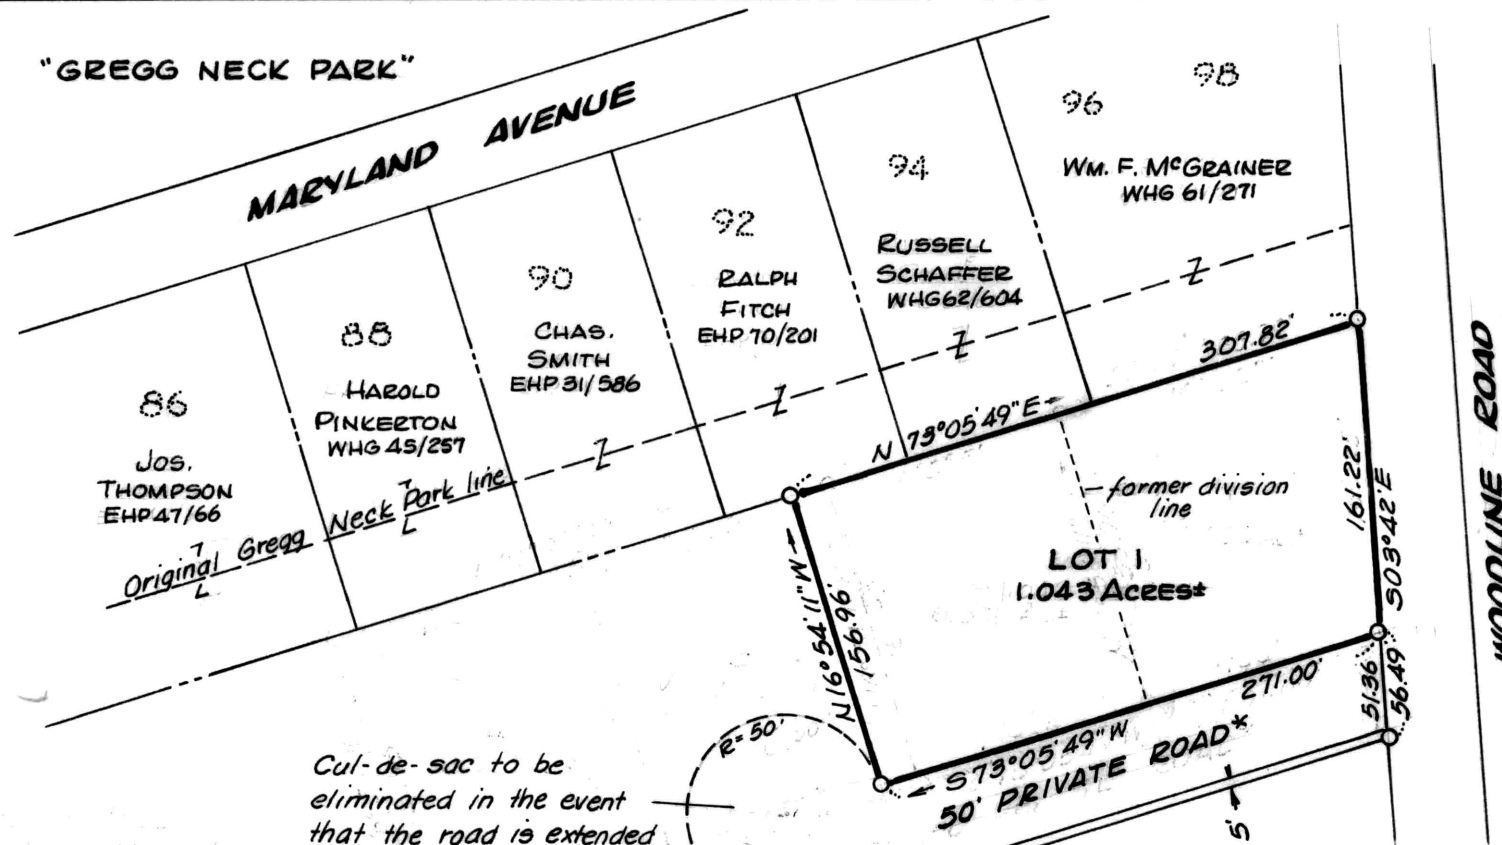 "GREGG NECK PARK"
MARYLAND AVENUE
98
96
WM. F. McGRAINER
WHG 61/271
94
RUSSELL
SCHAFFER
WHG62/604
92
RALPH
FITCH
EHP 70/201
90
CHAS.
SMITH
EHP 31/586
88
HAROLD
PINKERTON
WHG 45/257
86
JOS.
THOMPSON
EHP 47/66
Original Gregg Neck Park line
N 73°05'49"E
307.82'
former division
line
LOT 1
1.043 ACRES±
161.22'
S03°42'E
WOODLINE ROAD
N16°54'11"W
156.96'
271.00'
S73°05'49"W
51.36
56.49'
50' PRIVATE ROAD*
R=50'
Cul-de-sac to be
eliminated in the event
that the road is extended
5'